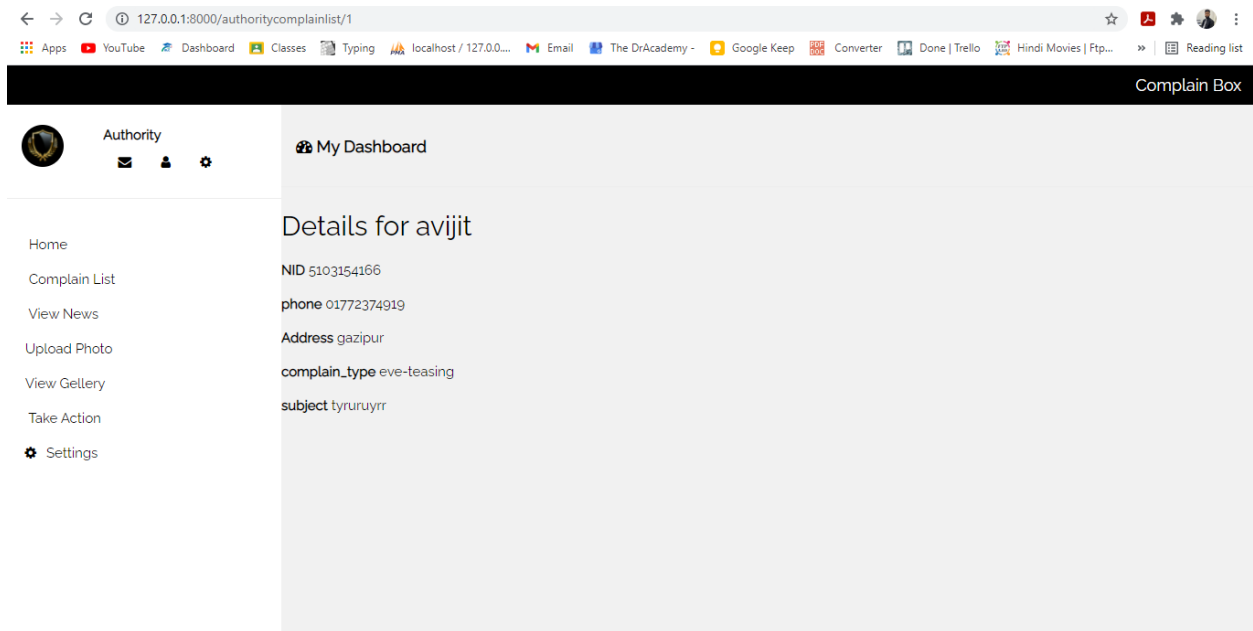 127.0.0.1:8000/authoritycomplainlist/1
Apps YouTube Dashboard Classes Typing localhost / 127.0.0.... Email The DrAcademy - Google Keep Converter Done | Trello Hindi Movies | Ftp... » Reading list
Complain Box
Authority
My Dashboard
Details for avijit
NID 5103154166
phone 01772374919
Address gazipur
complain_type eve-teasing
subject tyruruyrr
Home
Complain List
View News
Upload Photo
View Gellery
Take Action
Settings